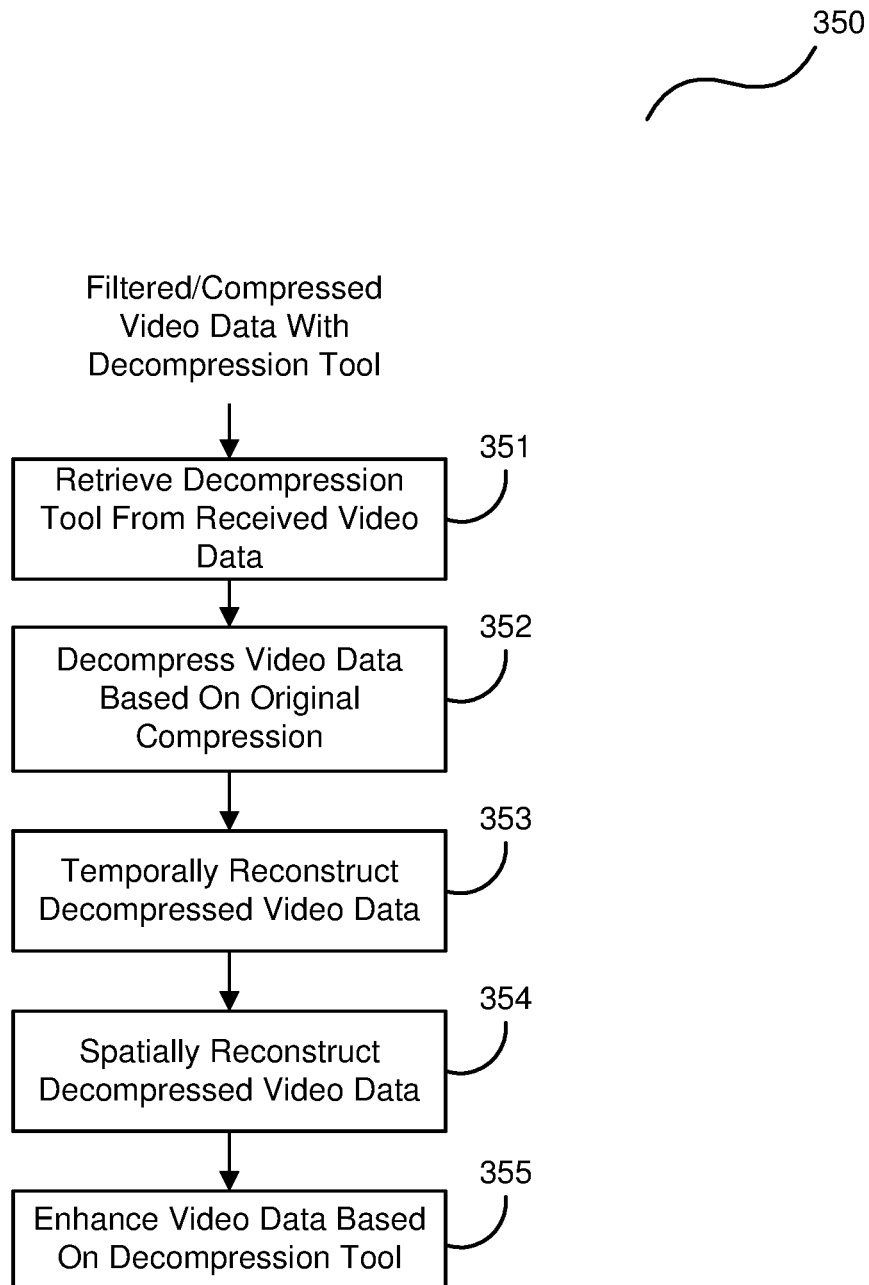 350
Filtered/Compressed
Video Data With
Decompression Tool
351
Retrieve Decompression
Tool From Received Video
Data
352
Decompress Video Data
Based On Original
Compression
353
Temporally Reconstruct
Decompressed Video Data
354
Spatially Reconstruct
Decompressed Video Data
355
Enhance Video Data Based
On Decompression Tool